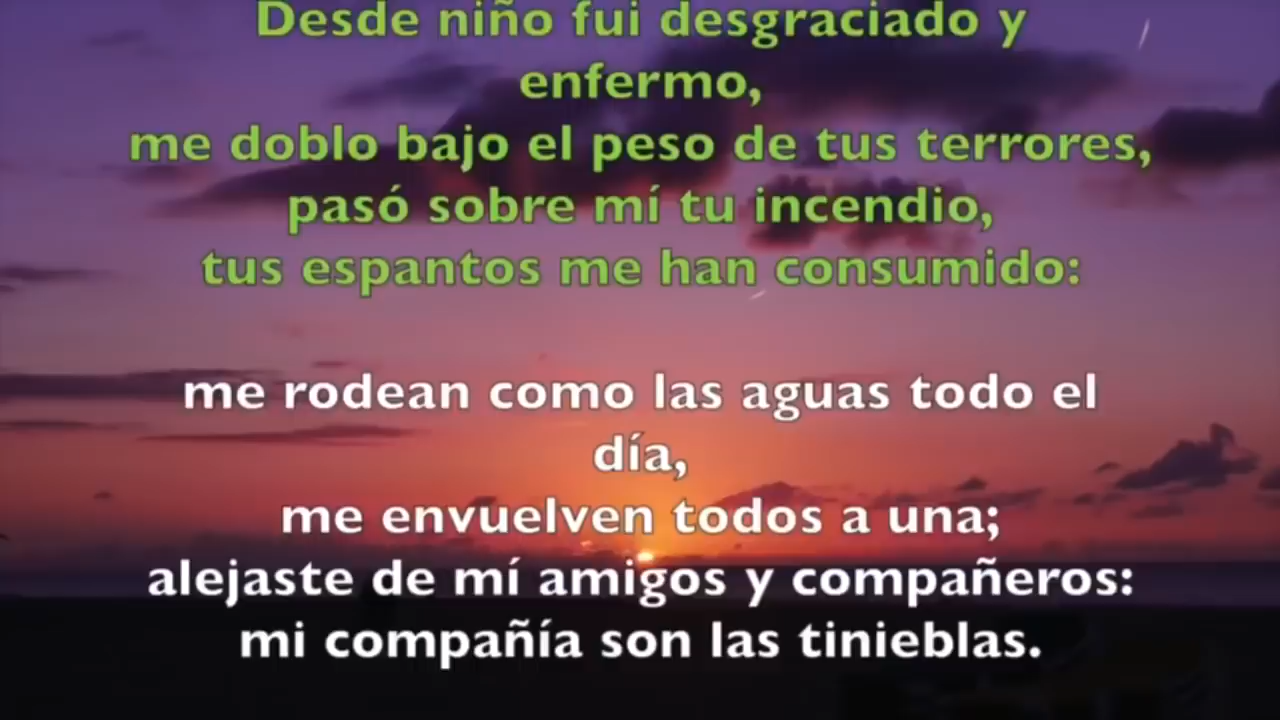 Desde niño fui desgraciado y
enfermo,
me doblo bajo el peso de tus terrores,
pasó sobre mí tu incendio,
tus espantos me han consumido:
me rodean como las aguas todo el
día,
me envuelven todos a una;
alejaste de mí amigos y compañeros:
mi compañía son las tinieblas.